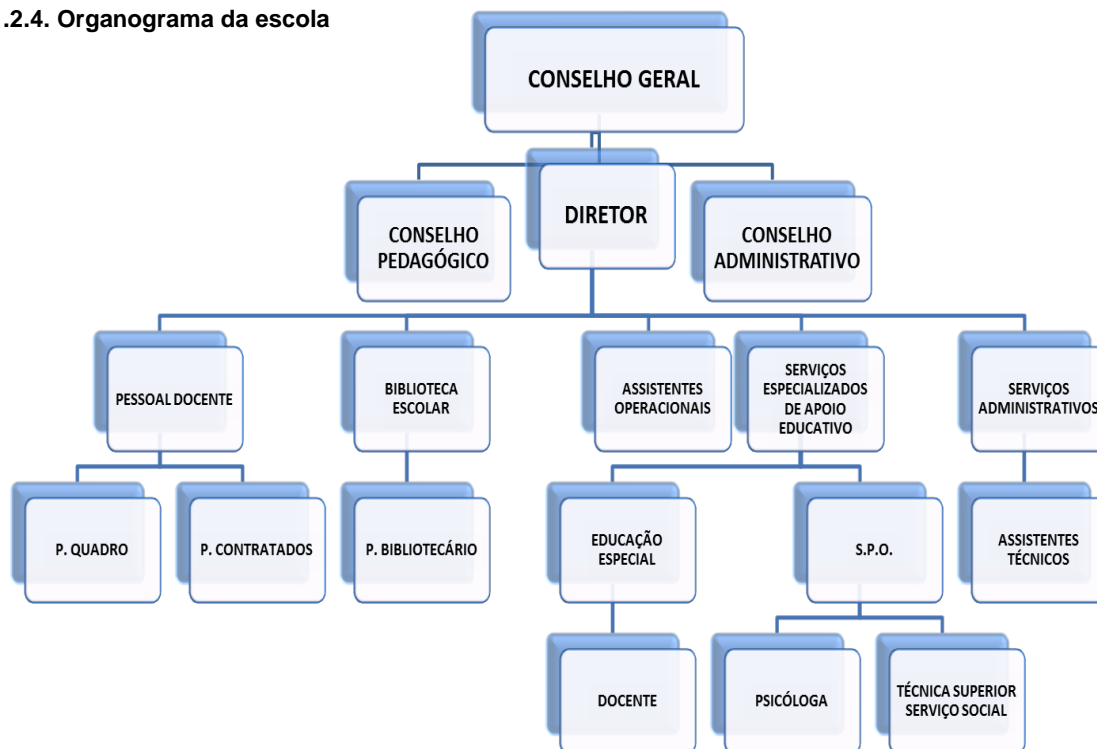 .2.4. Organograma da escola
CONSELHO GERAL
CONSELHO
PEDAGÓGICO
DIRETOR
CONSELHO
ADMINISTRATIVO
PESSOAL DOCENTE
BIBLIOTECA
ESCOLAR
ASSISTENTES
OPERACIONAIS
SERVIÇOS
ESPECIALIZADOS
DE APOIO
EDUCATIVO
SERVIÇOS
ADMINISTRATIVOS
P. QUADRO
P. CONTRATADOS
P. BIBLIOTECÁRIO
EDUCAÇÃO
ESPECIAL
S.P.O.
ASSISTENTES
TÉCNICOS
DOCENTE
PSICÓLOGA
TÉCNICA SUPERIOR
SERVIÇO SOCIAL